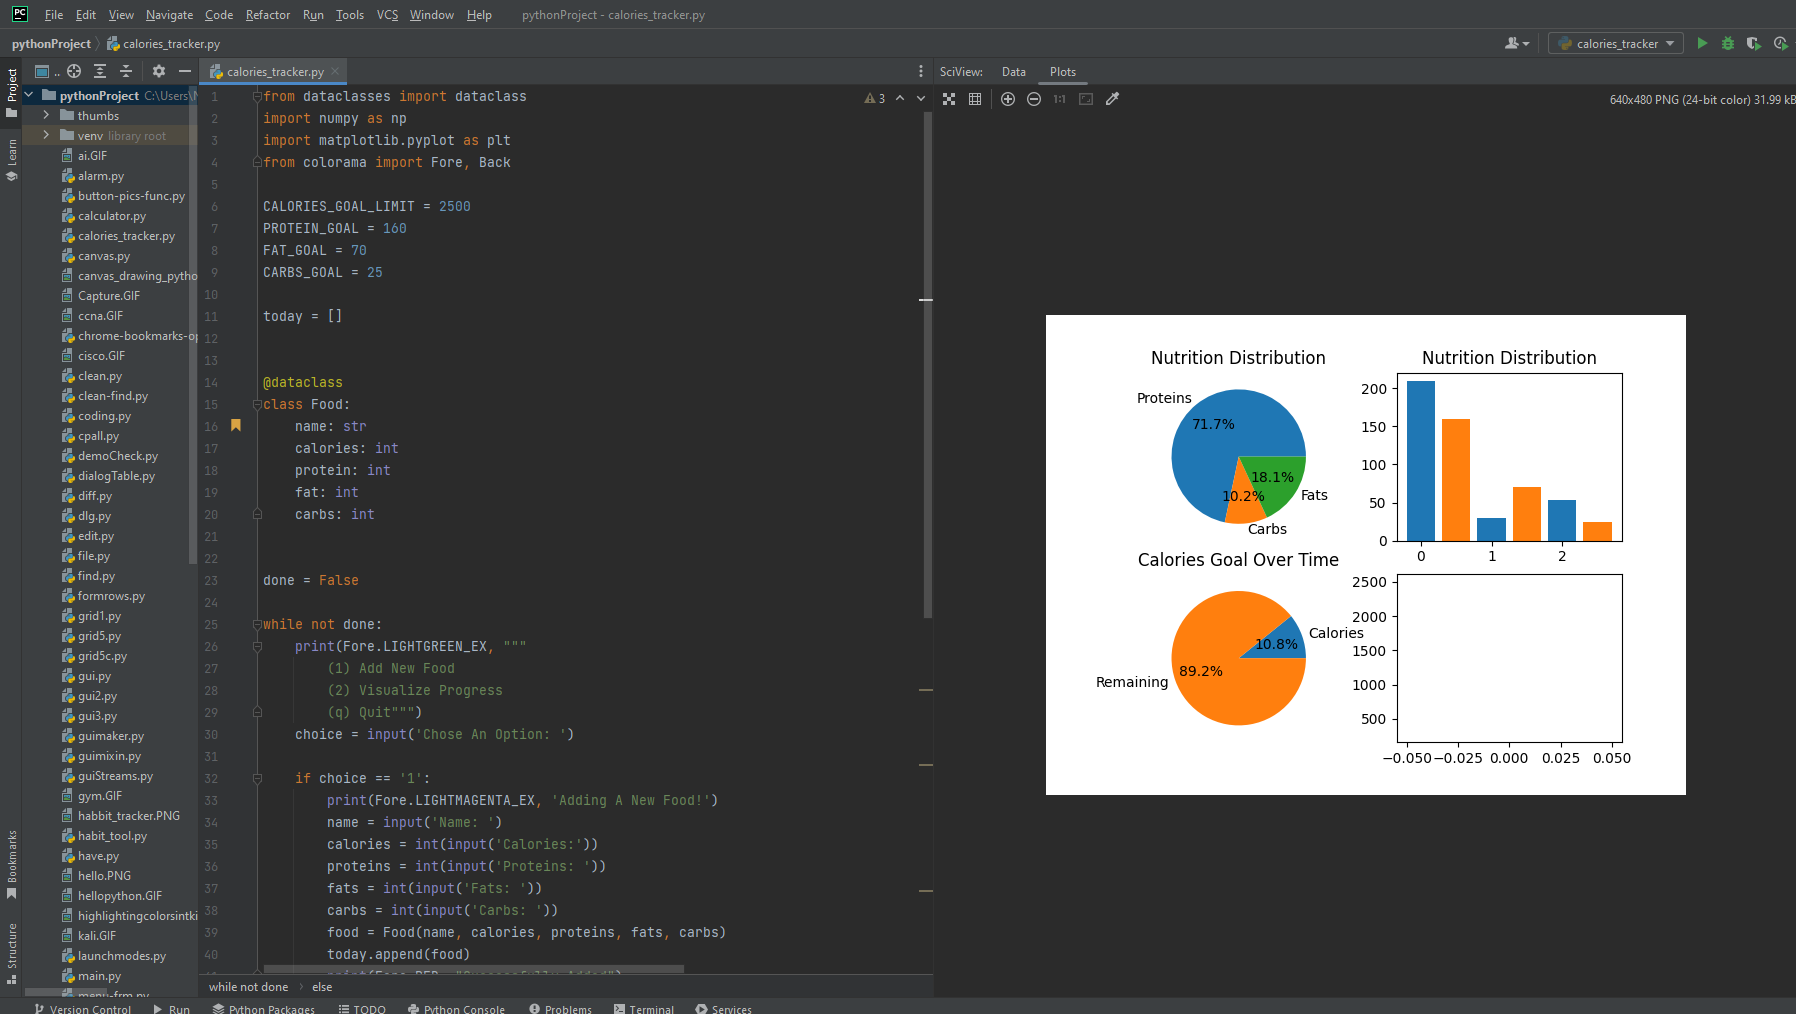 PC File Edit View Navigate Code Refactor Run Tools VCS Window Help pythonProject - calories_tracker.py
pythonProject calories_tracker.py calories_tracker
Project
Learn
Bookmarks
Structure
.. calories_tracker.py
pythonProject C:\Users\
thumbs
venv library root
ai.GIF
alarm.py
button-pics-func.py
calculator.py
calories_tracker.py
canvas.py
canvas_drawing_pytho
Capture.GIF
ccna.GIF
chrome-bookmarks-op
cisco.GIF
clean.py
clean-find.py
coding.py
cpall.py
demoCheck.py
dialogTable.py
diff.py
dlg.py
edit.py
file.py
find.py
formrows.py
grid1.py
grid5.py
grid5c.py
gui.py
gui2.py
gui3.py
guimaker.py
guimixin.py
guiStreams.py
gym.GIF
habbit_tracker.PNG
habit_tool.py
have.py
hello.PNG
hellopython.GIF
highlightingcolorsintki
kali.GIF
launchmodes.py
main.py
menu-frm.py
3
1 from dataclasses import dataclass
2 import numpy as np
3 import matplotlib.pyplot as plt
4 from colorama import Fore, Back
5
6 CALORIES_GOAL_LIMIT = 2500
7 PROTEIN_GOAL = 160
8 FAT_GOAL = 70
9 CARBS_GOAL = 25
10
11 today = []
12
13
14 @dataclass
15 class Food:
16 name: str
17 calories: int
18 protein: int
19 fat: int
20 carbs: int
21
22
23 done = False
24
25 while not done:
26 print(Fore.LIGHTGREEN_EX, """
27 (1) Add New Food
28 (2) Visualize Progress
29 (q) Quit""")
30 choice = input('Chose An Option: ')
31
32 if choice == '1':
33 print(Fore.LIGHTMAGENTA_EX, 'Adding A New Food!')
34 name = input('Name: ')
35 calories = int(input('Calories:'))
36 proteins = int(input('Proteins: '))
37 fats = int(input('Fats: '))
38 carbs = int(input('Carbs: '))
39 food = Food(name, calories, proteins, fats, carbs)
40 today.append(food)
while not done else
SciView: Data Plots
1:1 640x480 PNG (24-bit color) 31.99 kB
Nutrition Distribution
Proteins
71.7%
18.1%
10.2%
Fats
Carbs
Nutrition Distribution
200
150
100
50
0
0 1 2
Calories Goal Over Time
Calories
10.8%
89.2%
Remaining
2500
2000
1500
1000
500
−0.050 −0.025 0.000 0.025 0.050
Version Control Run Python Packages TODO Python Console Problems Terminal Services